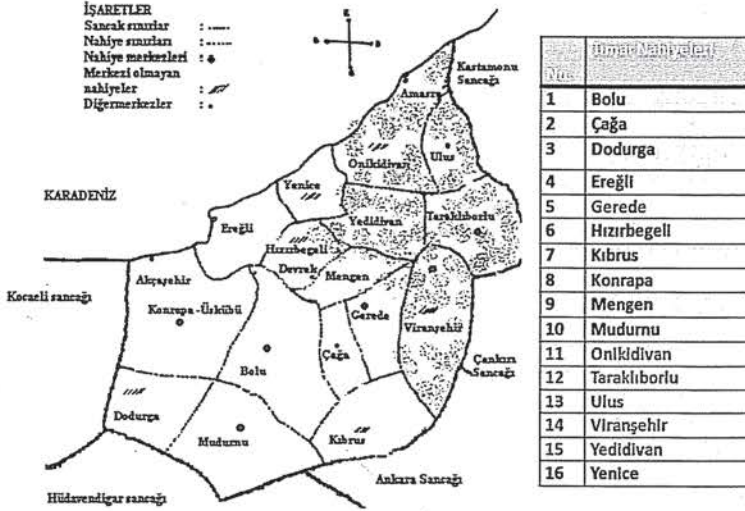 İŞARETLER
Sancak sınırlar : -.-.-
Nahiye sınırları : -----
Nahiye merkezleri :
Merkezi olmayan
nahiyeler :
Diğermerkezler : •
Kastamonu
Sancağı
Amasra
Ulus
Onikidivan
Yenice
KARADENİZ
Yedidivan
Taraklıborlu
Ereğli
Hızırbegeli
Devrek
Mengen
Akçaşehir
Kocaeli sancağı
Konrapa -Üskübü
Gerede
Viranşehir
Çağa
Çankırı
Sancağı
Bolu
Dodurga
Mudurnu
Kıbrus
Ankara Sancağı
Hüdavendigar sancağı
Nahiyeleri
1 Bolu
2 Çağa
3 Dodurga
4 Ereğli
5 Gerede
6 Hızırbegeli
7 Kıbrus
8 Konrapa
9 Mengen
10 Mudurnu
11 Onikidivan
12 Taraklıborlu
13 Ulus
14 Viranşehir
15 Yedidivan
16 Yenice